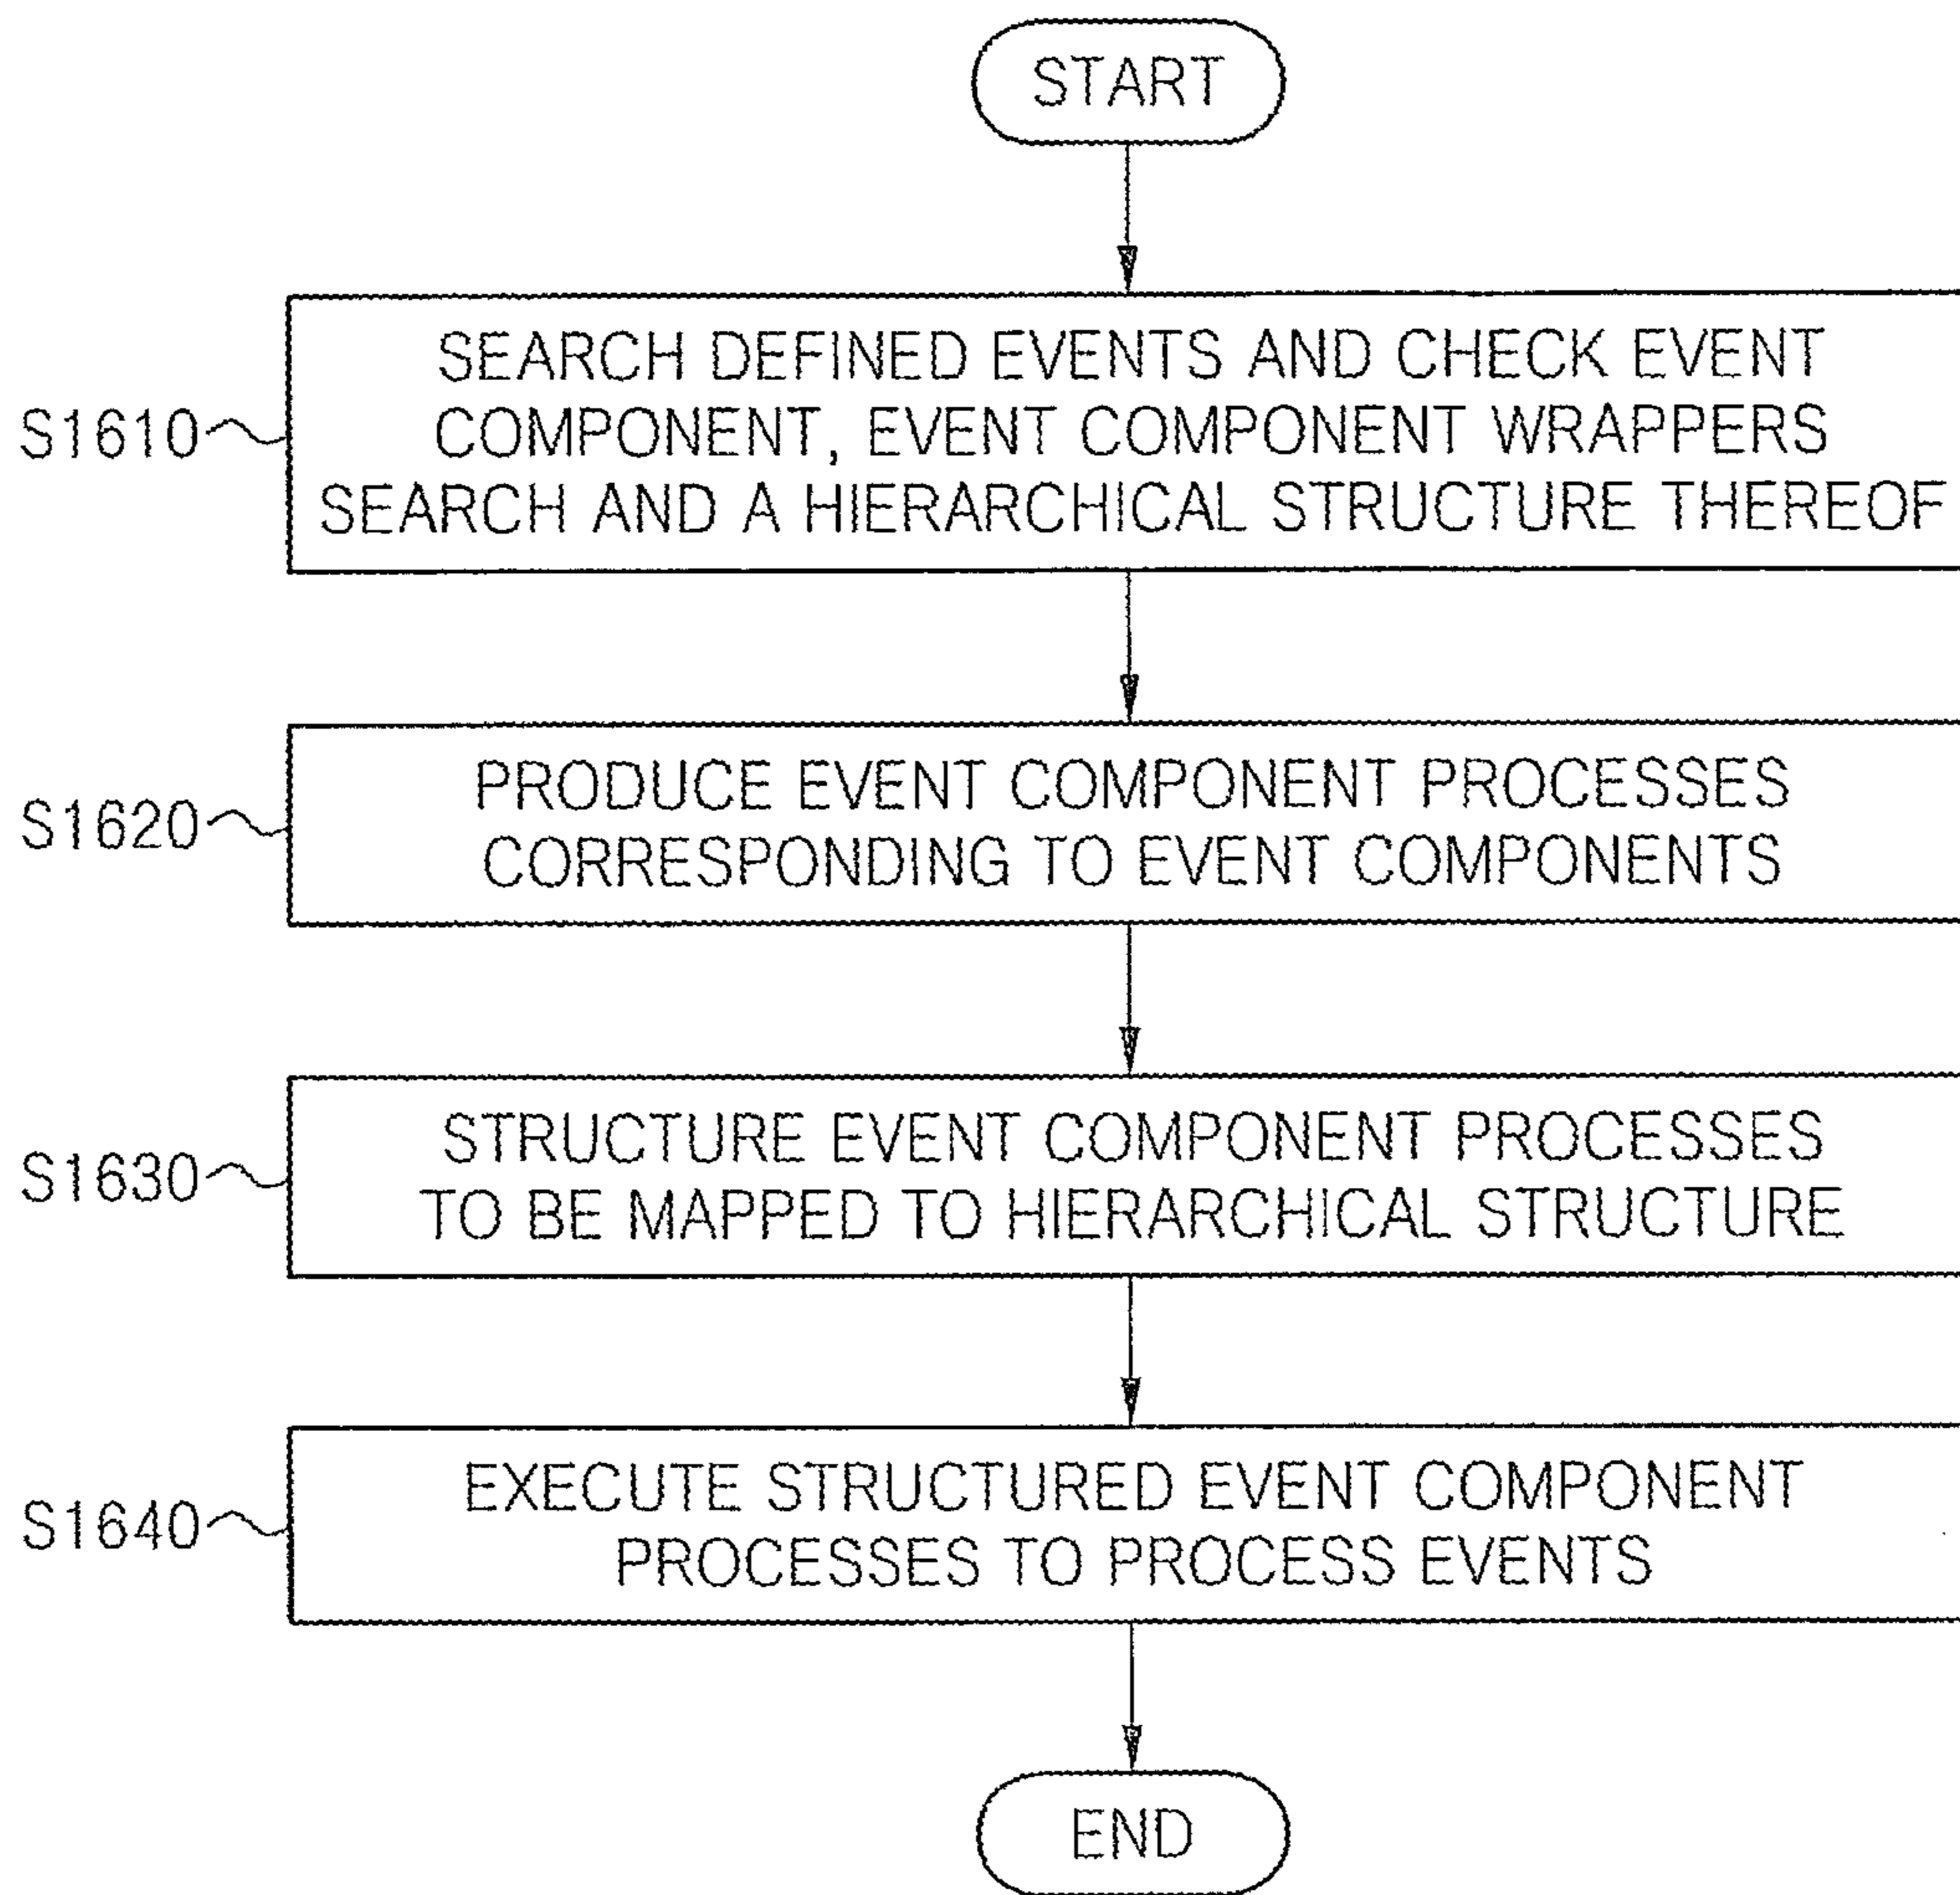 START
S1610
SEARCH DEFINED EVENTS AND CHECK EVENT
COMPONENT, EVENT COMPONENT WRAPPERS
SEARCH AND A HIERARCHICAL STRUCTURE THEREOF
S1620
PRODUCE EVENT COMPONENT PROCESSES
CORRESPONDING TO EVENT COMPONENTS
S1630
STRUCTURE EVENT COMPONENT PROCESSES
TO BE MAPPED TO HIERARCHICAL STRUCTURE
S1640
EXECUTE STRUCTURED EVENT COMPONENT
PROCESSES TO PROCESS EVENTS
END